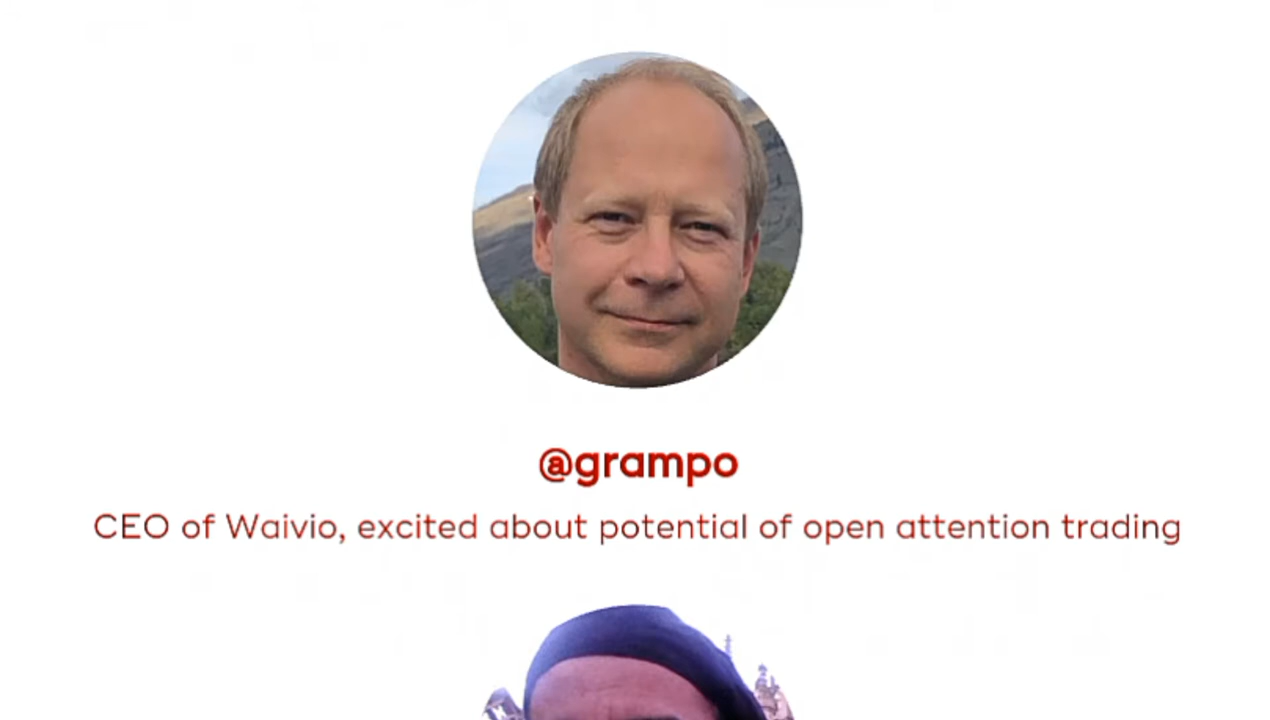 @grampo
CEO of Waivio, excited about potential of open attention trading